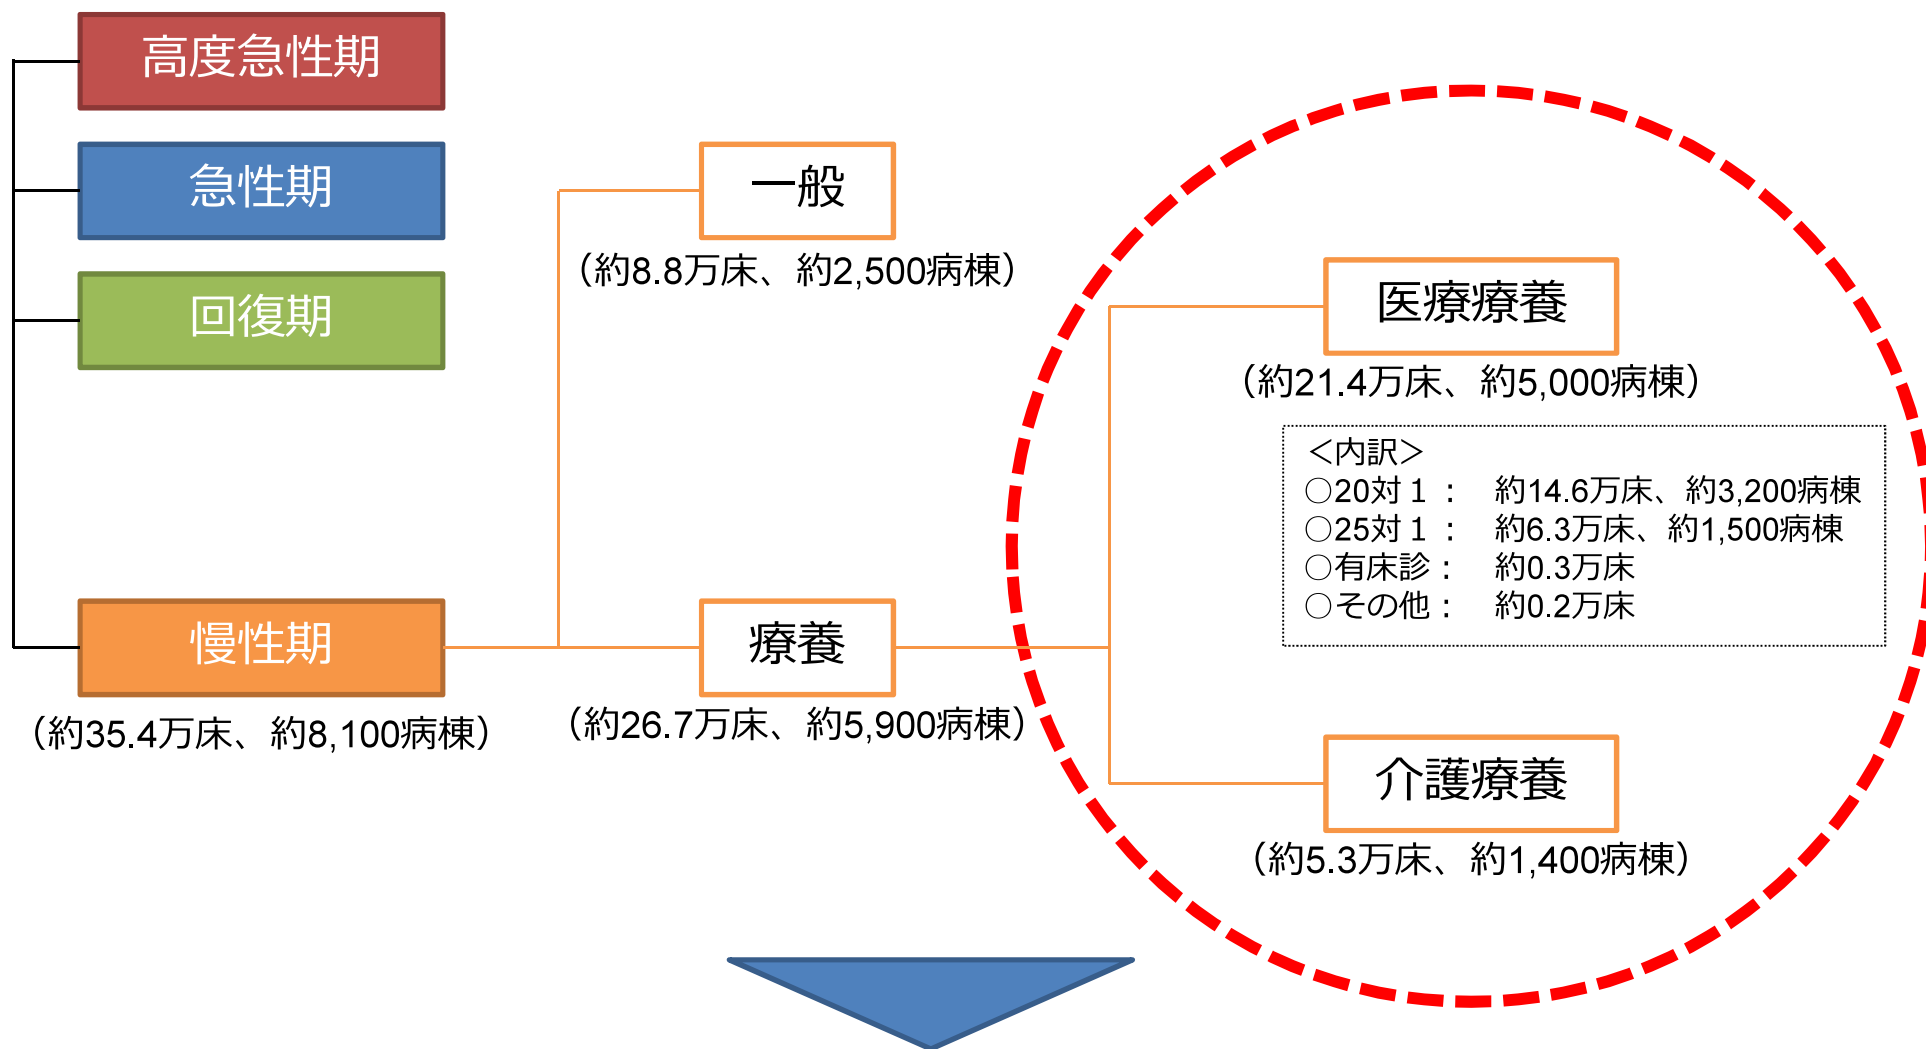 高度急性期
急性期
回復期
慢性期
（約35.4万床、約8,100病棟）
一般
（約8.8万床、約2,500病棟）
療養
（約26.7万床、約5,900病棟）
医療療養
（約21.4万床、約5,000病棟）
＜内訳＞
○20対１：　約14.6万床、約3,200病棟
○25対１：　約6.3万床、約1,500病棟
○有床診：　約0.3万床
○その他：　約0.2万床
介護療養
（約5.3万床、約1,400病棟）